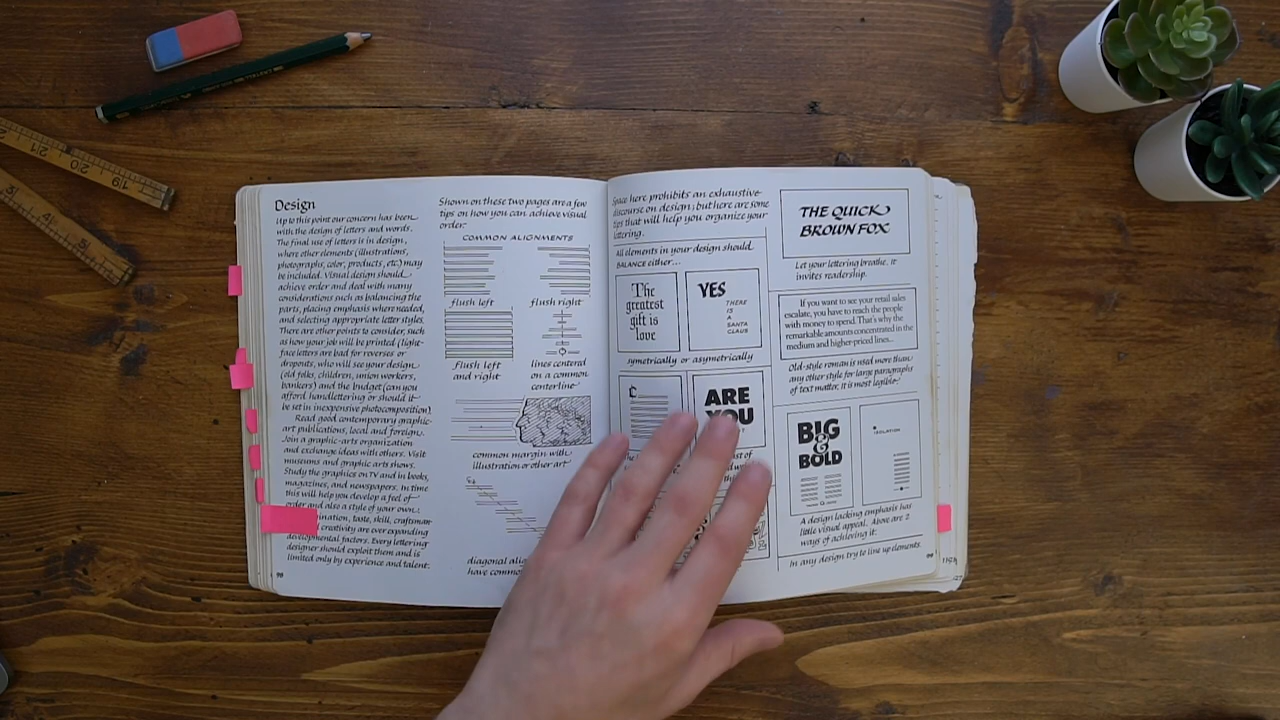 Design
Up to this point our concern has been
with the design of letters and words.
The final use of letters is in design,
where other elements (illustrations,
photographs, color, products, etc.) may
be included. Visual design should
achieve order and deal with many
considerations such as balancing the
parts, placing emphasis where needed,
and selecting appropriate letter styles.
There are other points to consider, such
as how your job will be printed (light-
face letters are bad for reverses or
dropouts, who will see your design
(old folks, children, union workers,
bankers) and the budget (can you
afford handlettering or should it
be set in inexpensive photocomposition).
Read good contemporary graphic-
art publications, local and foreign.
Join a graphic-arts organization
and exchange ideas with others. Visit
museums and graphic arts shows.
Study the graphics on TV and in books,
magazines, and newspapers. In time
this will help you develop a feel of
order and also a style of your own.
taste, skill, craftsman-
creativity are ever expanding
developmental factors. Every lettering
designer should exploit them and is
limited only by experience and talent.
98
Shown on these two pages are a few
tips on how you can achieve visual
order:
COMMON ALIGNMENTS
flush left
flush right
flush left
and right
lines centered
on a common
centerline
common margin with
illustration or other art
diagonal
have
Space here prohibits an exhaustive
discourse on design; but here are some
tips that will help you organize your
lettering.
All elements in your design should
BALANCE either...
The
greatest
gift is
love
YES
THERE
IS
A
SANTA
CLAUS
symetrically or asymetrically
ARE
YOU
THE QUICK
BROWN FOX
Let your lettering breathe, it
invites readership.
If you want to see your retail sales
escalate, you have to reach the people
with money to spend. That's why the
remarkable amounts concentrated in the
medium and higher-priced lines...
Old-style roman is used more than
any other style for large paragraphs
of text matter, it is most legible.
BIG
&
BOLD
ISOLATION
A design lacking emphasis has
little visual appeal. Above are 2
ways of achieving it.
In any design try to line up elements.
99